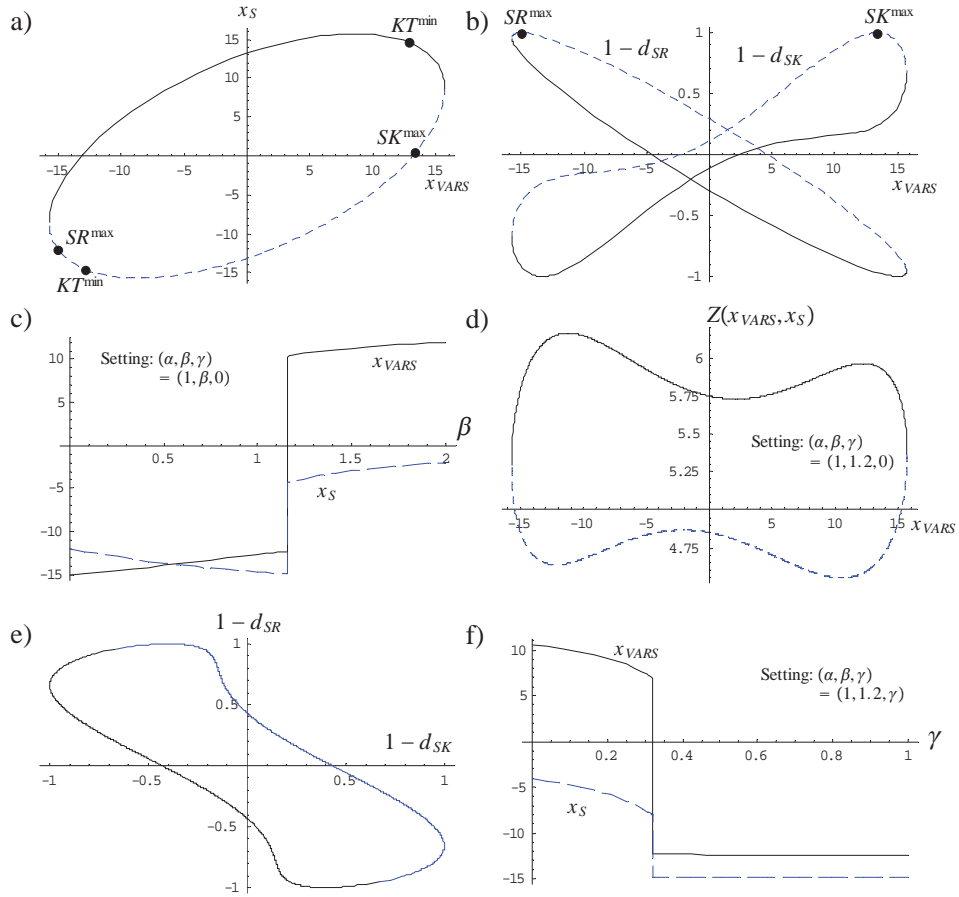 a)
x_S
KT^min
15
10
5
-15
-10
-5
5
10
15
x_VARS
SK^max
-5
-10
-15
SR^max
KT^min
b)
SR^max
SK^max
1
1 - d_SR
1 - d_SK
0.5
-15
-10
-5
5
10
15
x_VARS
-0.5
-1
c)
Setting: (α, β, γ)
= (1, β, 0)
10
5
x_VARS
0.5
1
1.5
2
β
-5
x_S
-10
-15
d)
Z(x_VARS, x_S)
6
5.75
5.5
5.25
Setting: (α, β, γ)
= (1, 1.2, 0)
-15
-10
-5
5
10
15
x_VARS
4.75
e)
1 - d_SR
1
0.5
1 - d_SK
-1
-0.5
0.5
1
-0.5
-1
f)
10
5
x_VARS
Setting: (α, β, γ)
= (1, 1.2, γ)
0.2
0.4
0.6
0.8
1
γ
-5
x_S
-10
-15